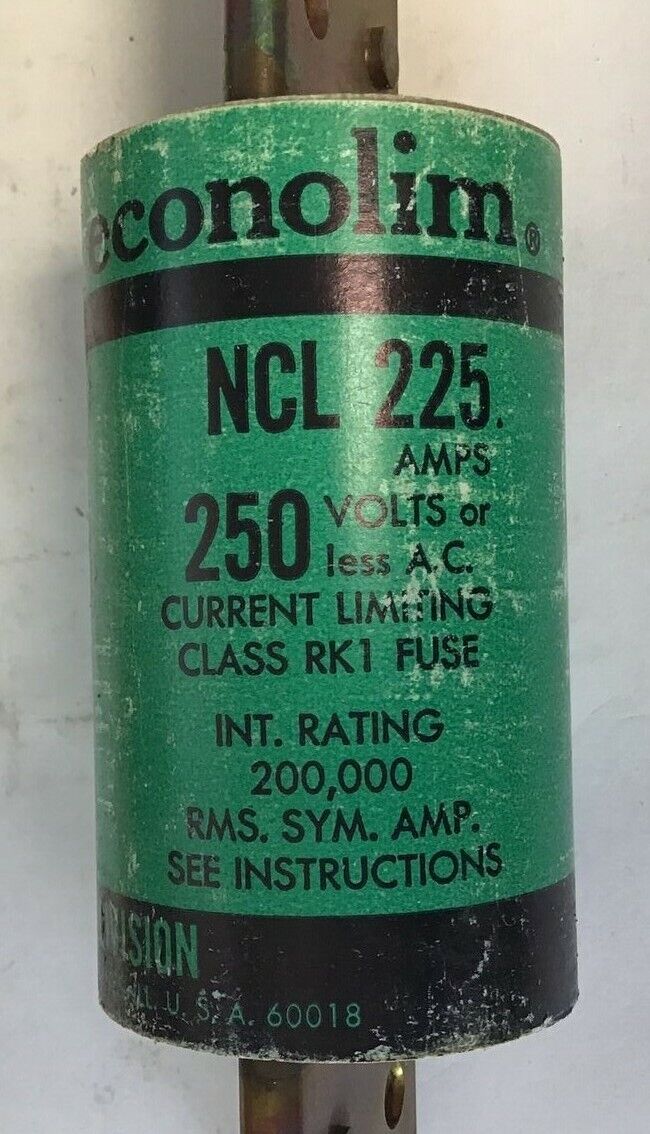 econolim®
NCL 225.
AMPS
250 VOLTS or
less A.C.
CURRENT LIMITING
CLASS RK1 FUSE
INT. RATING
200,000
RMS. SYM. AMP.
SEE INSTRUCTIONS
U. S. A. 60018